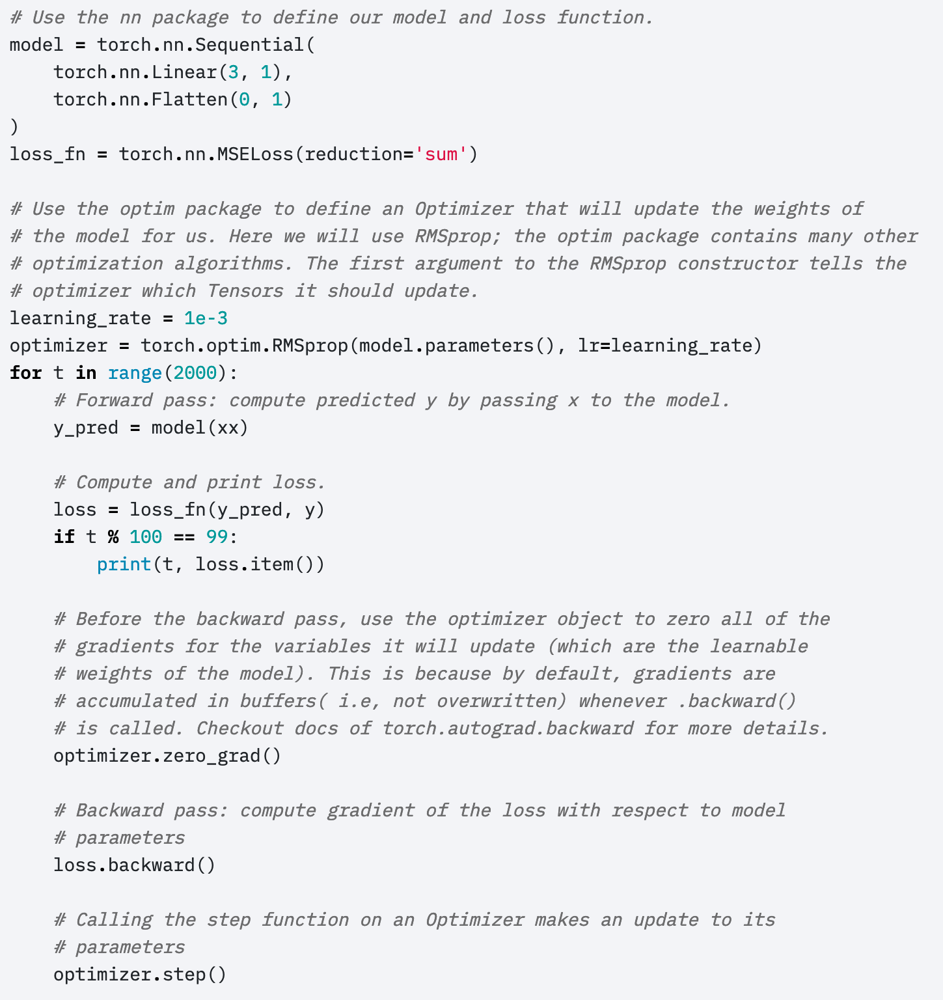 # Use the nn package to define our model and loss function.
model = torch.nn.Sequential(
    torch.nn.Linear(3, 1),
    torch.nn.Flatten(0, 1)
)
loss_fn = torch.nn.MSELoss(reduction='sum')

# Use the optim package to define an Optimizer that will update the weights of
# the model for us. Here we will use RMSprop; the optim package contains many other
# optimization algorithms. The first argument to the RMSprop constructor tells the
# optimizer which Tensors it should update.
learning_rate = 1e-3
optimizer = torch.optim.RMSprop(model.parameters(), lr=learning_rate)
for t in range(2000):
    # Forward pass: compute predicted y by passing x to the model.
    y_pred = model(xx)

    # Compute and print loss.
    loss = loss_fn(y_pred, y)
    if t % 100 == 99:
        print(t, loss.item())

    # Before the backward pass, use the optimizer object to zero all of the
    # gradients for the variables it will update (which are the learnable
    # weights of the model). This is because by default, gradients are
    # accumulated in buffers( i.e, not overwritten) whenever .backward()
    # is called. Checkout docs of torch.autograd.backward for more details.
    optimizer.zero_grad()

    # Backward pass: compute gradient of the loss with respect to model
    # parameters
    loss.backward()

    # Calling the step function on an Optimizer makes an update to its
    # parameters
    optimizer.step()